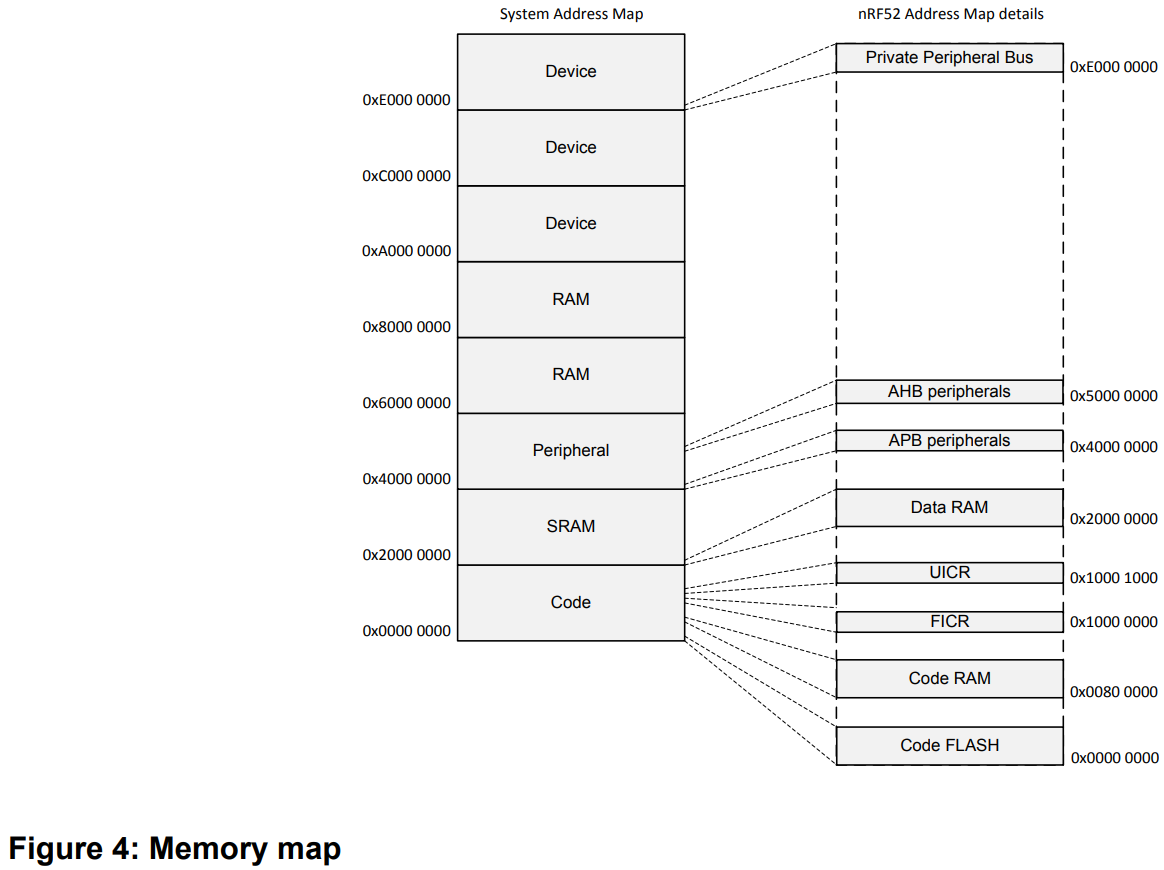 System Address Map
Device
0xE000 0000
Device
0xC000 0000
Device
0xA000 0000
RAM
0x8000 0000
RAM
0x6000 0000
Peripheral
0x4000 0000
SRAM
0x2000 0000
Code
0x0000 0000
nRF52 Address Map details
Private Peripheral Bus
0xE000 0000
AHB peripherals
0x5000 0000
APB peripherals
0x4000 0000
Data RAM
0x2000 0000
UICR
0x1000 1000
FICR
0x1000 0000
Code RAM
0x0080 0000
Code FLASH
0x0000 0000
Figure 4: Memory map